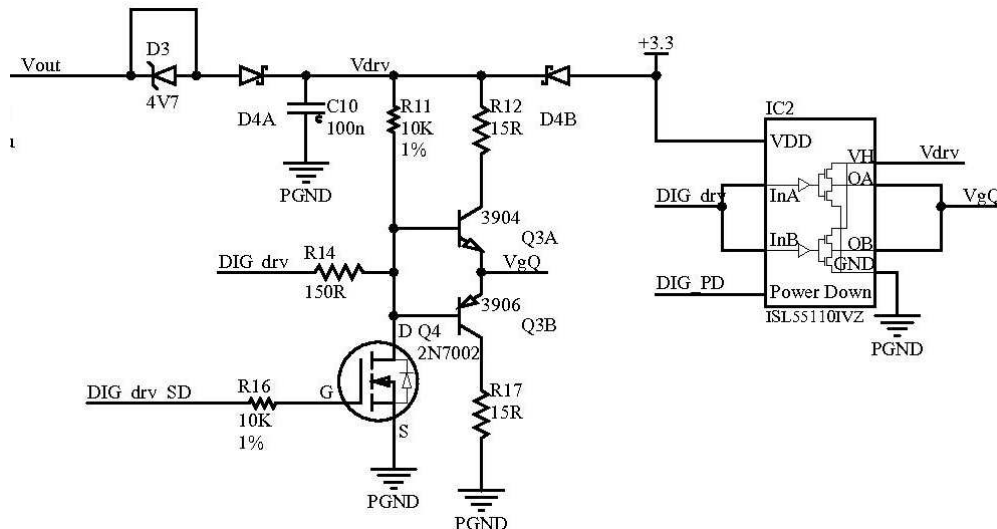 D3
+3.3
Vout
Vdrv
4V7
D4A
C10
100n
R11
10K
1%
R12
15R
D4B
PGND
IC2
VDD
VH
Vdrv
OA
DIG_drv
InA
InB
OB
VgQ
GND
DIG_PD
Power Down
ISL55110IVZ
PGND
3904
Q3A
R14
DIG_drv
150R
VgQ
3906
Q3B
D
Q4
2N7002
DIG_drv_SD
R16
10K
1%
G
S
R17
15R
PGND
PGND